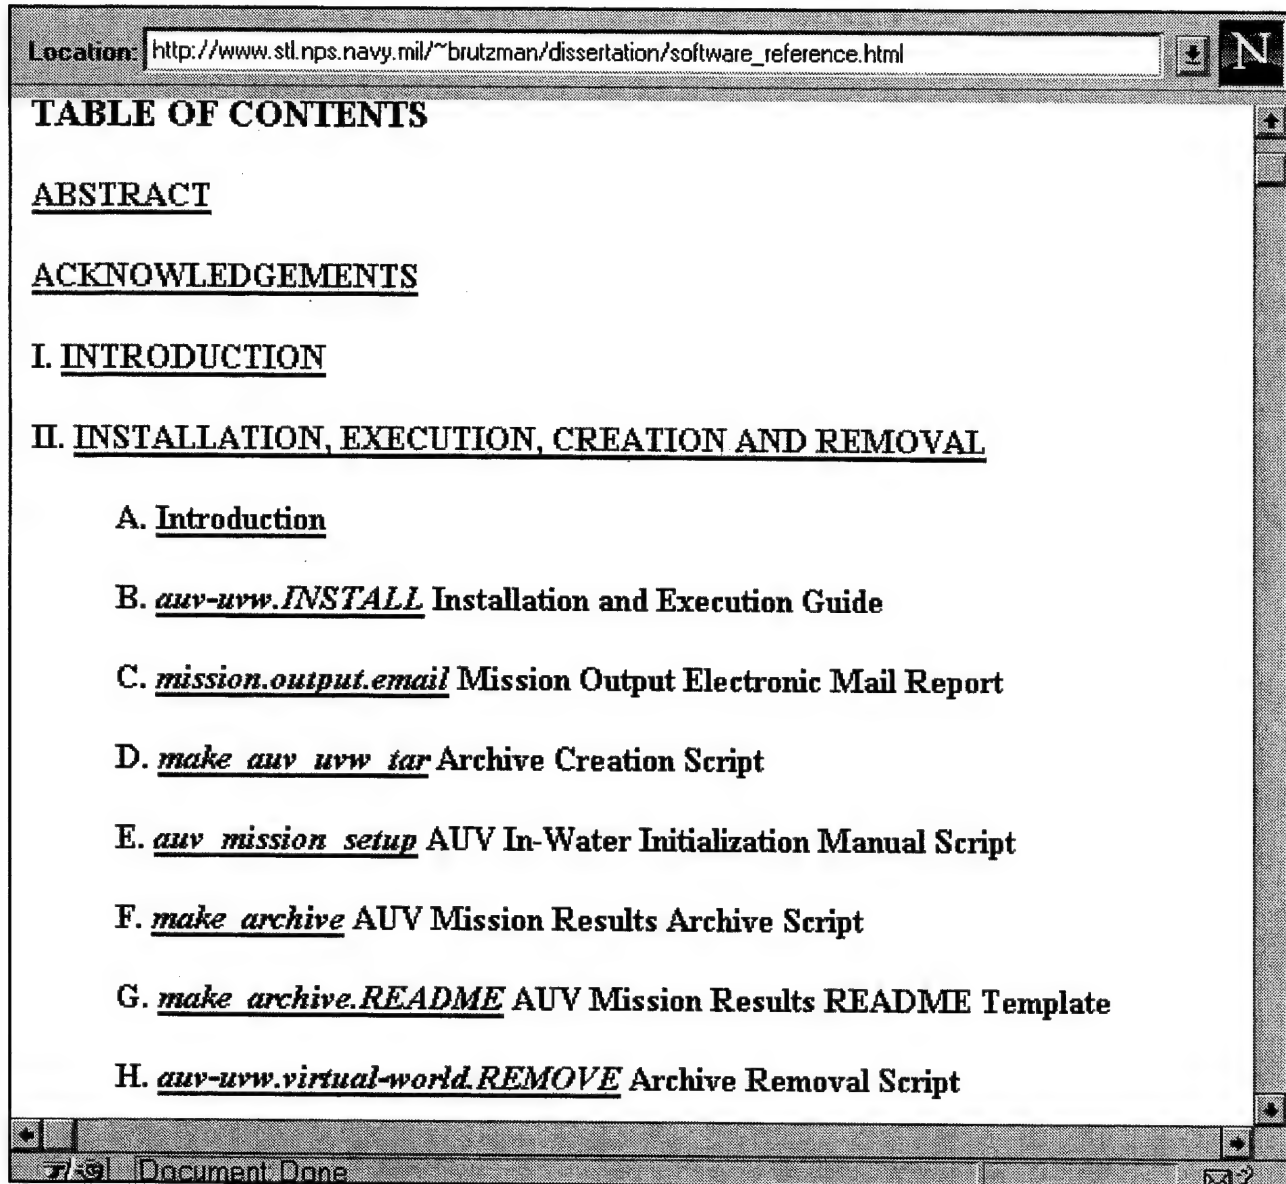 Location: http://www.stl.nps.navy.mil/~brutzman/dissertation/software_reference.html
N
TABLE OF CONTENTS
ABSTRACT
ACKNOWLEDGEMENTS
I. INTRODUCTION
II. INSTALLATION, EXECUTION, CREATION AND REMOVAL
A. Introduction
B. auv-uvw.INSTALL Installation and Execution Guide
C. mission.output.email Mission Output Electronic Mail Report
D. make_auv_uvw_tar Archive Creation Script
E. auv_mission_setup AUV In-Water Initialization Manual Script
F. make_archive AUV Mission Results Archive Script
G. make_archive.README AUV Mission Results README Template
H. auv-uvw.virtual-world.REMOVE Archive Removal Script
Document: Done
?